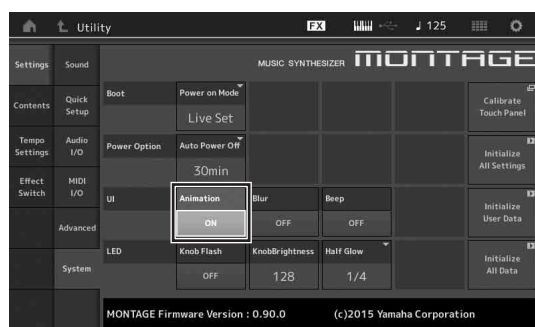 Utility FX 125
MUSIC SYNTHESIZER MONTAGE
Settings Sound
Contents Quick Setup
Tempo Settings Audio I/O
Effect Switch MIDI I/O
Advanced
System
Boot Power on Mode
Live Set
Calibrate Touch Panel
Power Option Auto Power Off
30min
Initialize All Settings
UI Animation Blur Beep
ON OFF OFF
Initialize User Data
LED Knob Flash KnobBrightness Half Glow
OFF 128 1/4
Initialize All Data
MONTAGE Firmware Version : 0.90.0 (c)2015 Yamaha Corporation